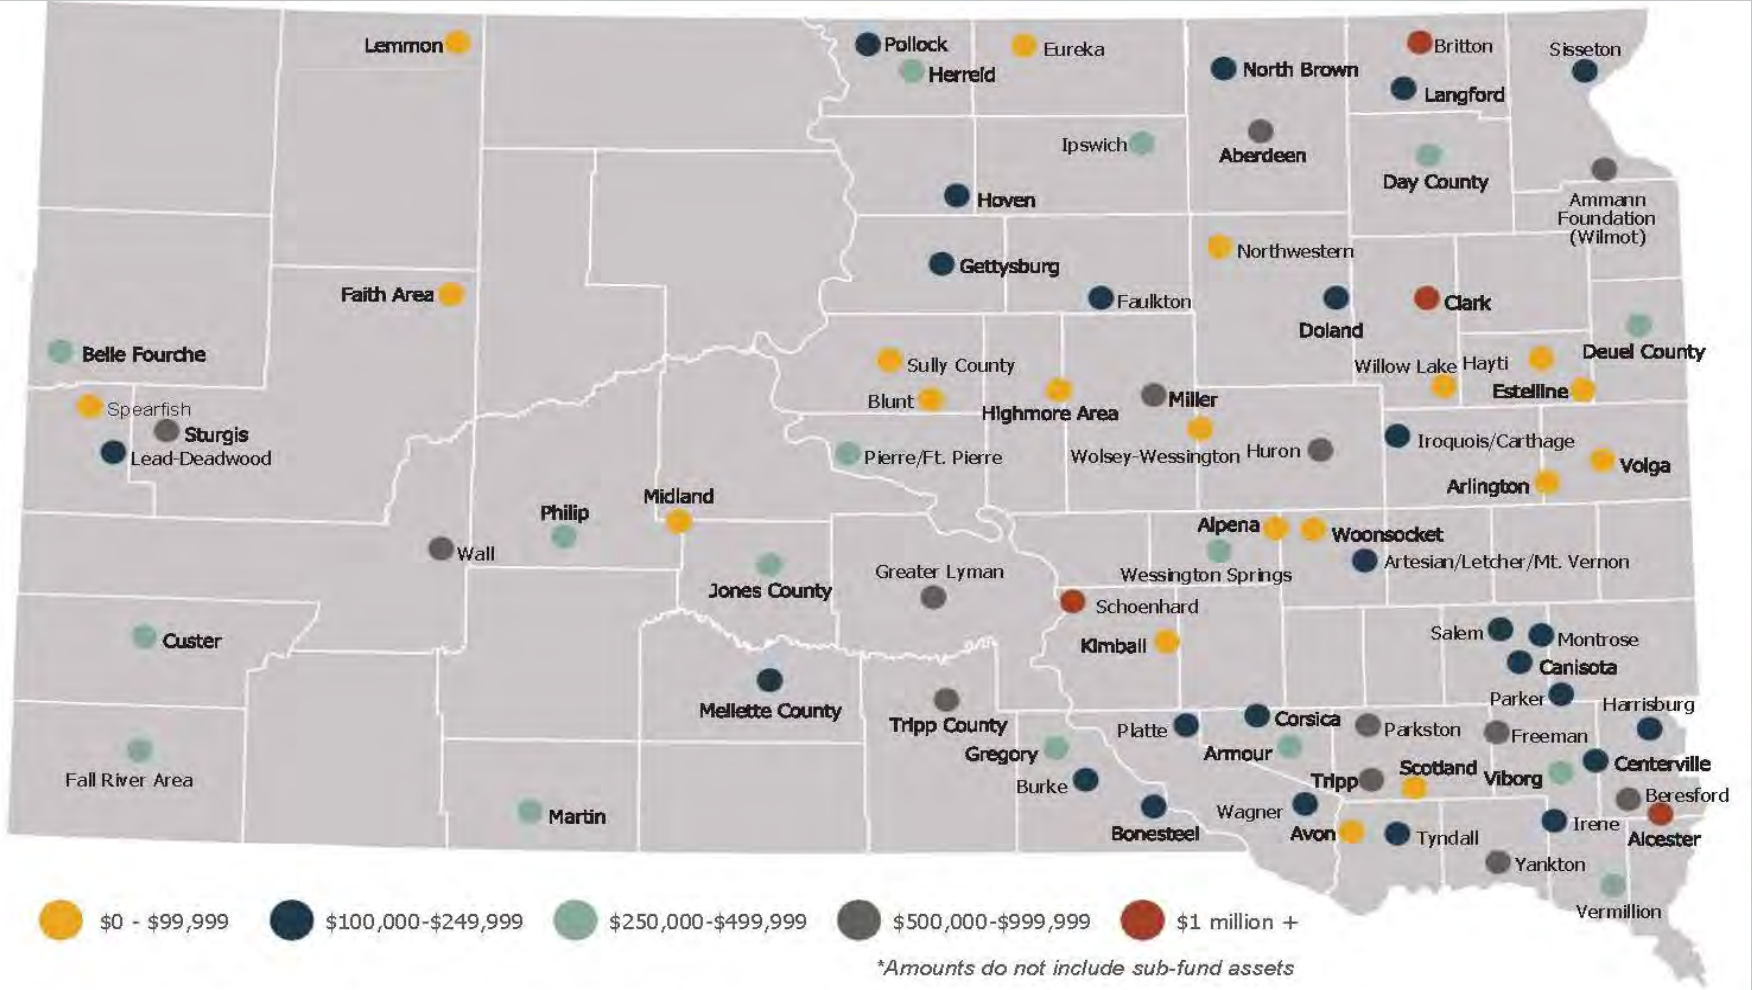 Lemmon
Pollock
Herreid
Eureka
North Brown
Britton
Langford
Sisseton
Ipswich
Aberdeen
Day County
Hoven
Ammann
Foundation
(Wilmot)
Gettysburg
Northwestern
Faith Area
Faulkton
Doland
Clark
Belle Fourche
Sully County
Willow Lake
Hayti
Deuel County
Blunt
Highmore Area
Miller
Estelline
Spearfish
Sturgis
Lead-Deadwood
Pierre/Ft. Pierre
Wolsey-Wessington
Huron
Iroquois/Carthage
Volga
Arlington
Midland
Philip
Alpena
Woonsocket
Wall
Jones County
Greater Lyman
Wessington Springs
Artesian/Letcher/Mt. Vernon
Schoenhard
Custer
Kimball
Salem
Montrose
Canisota
Mellette County
Tripp County
Parker
Harrisburg
Platte
Corsica
Parkston
Freeman
Gregory
Armour
Fall River Area
Burke
Tripp
Scotland
Viborg
Centerville
Beresford
Martin
Bonesteel
Wagner
Avon
Tyndall
Irene
Alcester
Yankton
Vermillion
$0 - $99,999
$100,000-$249,999
$250,000-$499,999
$500,000-$999,999
$1 million +
*Amounts do not include sub-fund assets